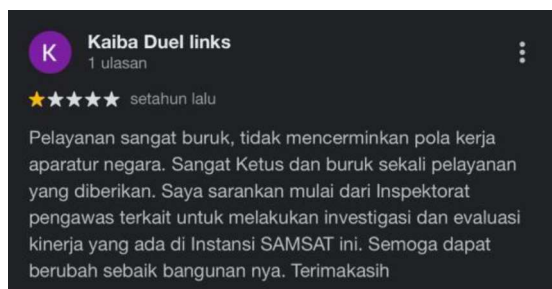 K
Kaiba Duel links
1 ulasan
setahun lalu
Pelayanan sangat buruk, tidak mencerminkan pola kerja
aparatur negara. Sangat Ketus dan buruk sekali pelayanan
yang diberikan. Saya sarankan mulai dari Inspektorat
pengawas terkait untuk melakukan investigasi dan evaluasi
kinerja yang ada di Instansi SAMSAT ini. Semoga dapat
berubah sebaik bangunan nya. Terimakasih